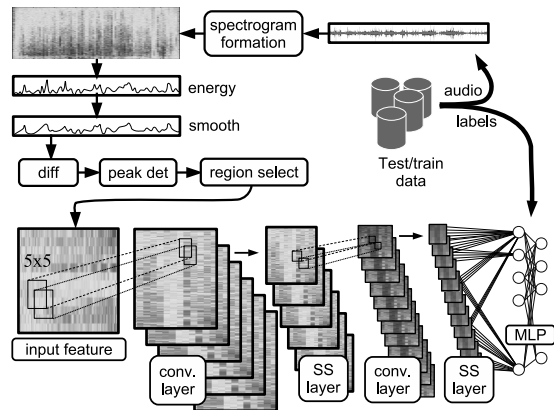 spectrogram
formation
energy
audio
labels
smooth
Test/train
data
diff
peak det
region select
5x5
input feature
conv.
layer
SS
layer
conv.
layer
SS
layer
MLP